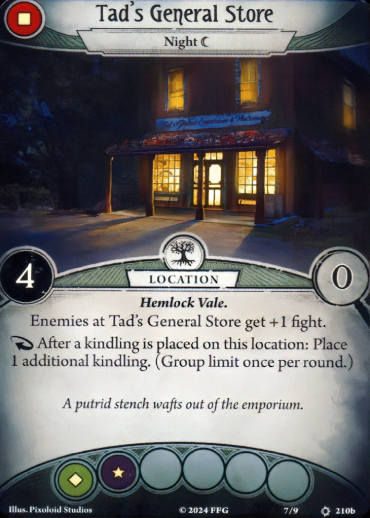 Tad's General Store
Night
4
LOCATION
0
Hemlock Vale.
Enemies at Tad's General Store get +1 fight.
After a kindling is placed on this location: Place
1 additional kindling. (Group limit once per round.)
A putrid stench wafts out of the emporium.
Illus. Pixoloid Studios
© 2024 FFG
7/9
210b